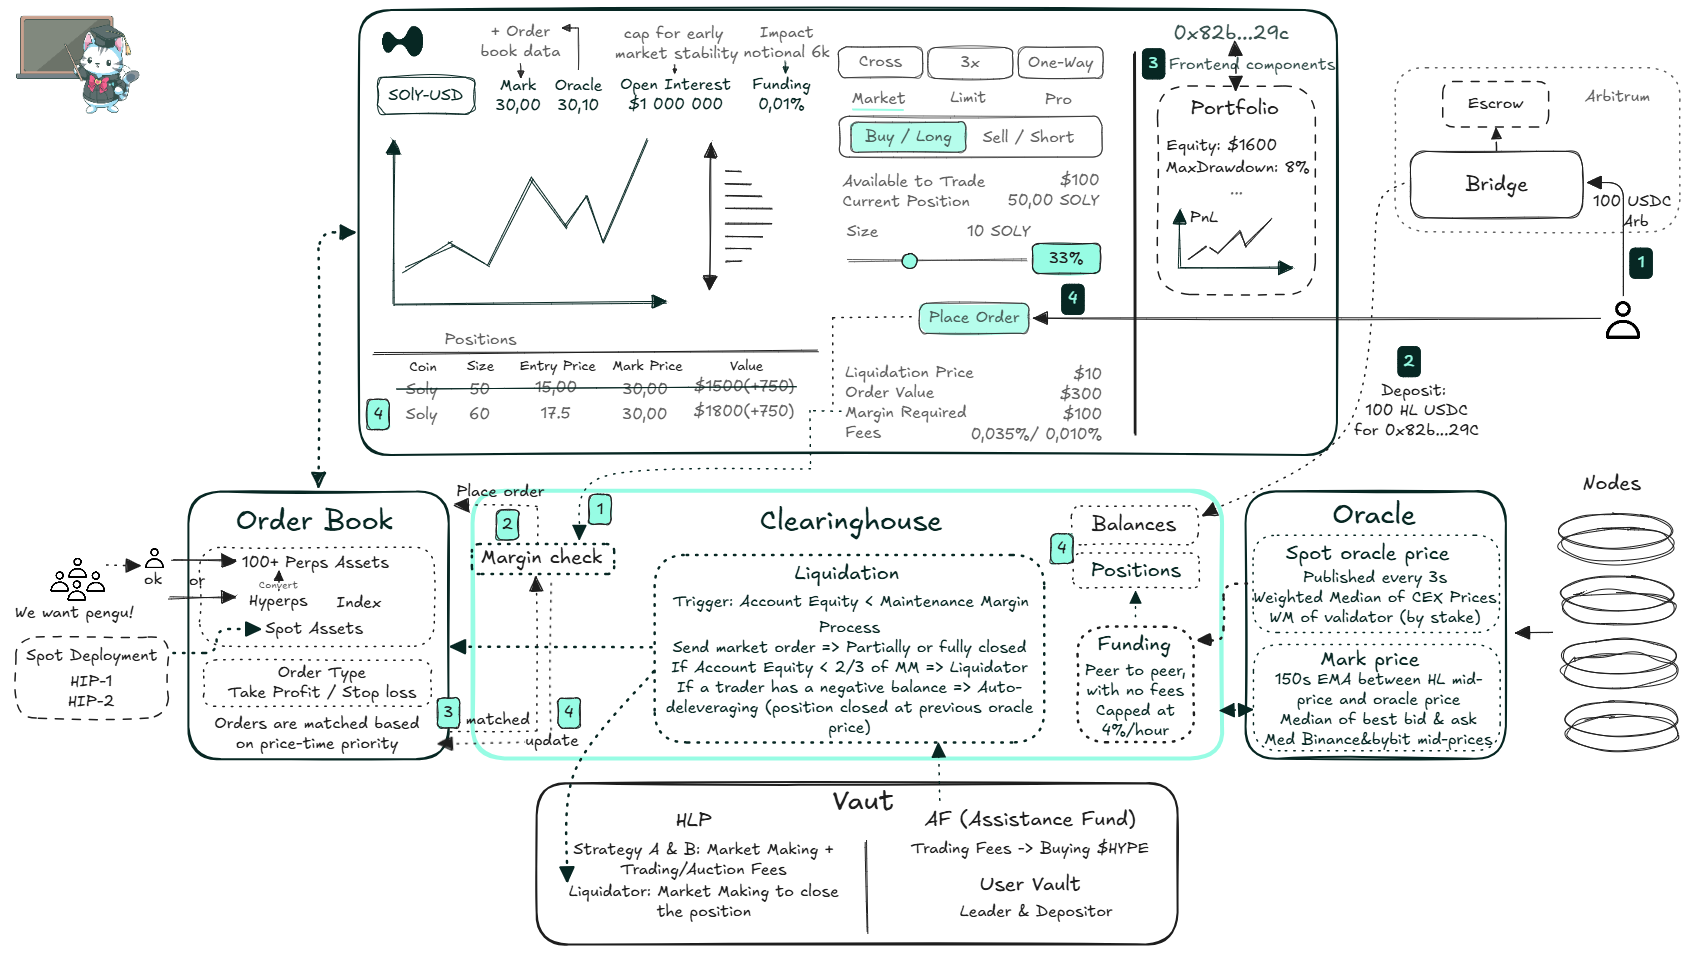 + Order
book data
cap for early
market stability
Impact
notional 6k
SOLY-USD
Mark
30,00
Oracle
30,10
Open Interest
$1 000 000
Funding
0,01%
Cross
3x
One-Way
Market
Limit
Pro
Buy / Long
Sell / Short
Available to Trade $100
Current Position 50,00 SOLY
Size 10 SOLY
33%
4
Place Order
Liquidation Price $10
Order Value $300
Margin Required $100
Fees 0,035%/ 0,010%
Positions
Coin Size Entry Price Mark Price Value
Soly 50 15,00 30,00 $1500(+750)
4 Soly 60 17.5 30,00 $1800(+750)
0x82b...29c
3 Frontend components
Portfolio
Equity: $1600
MaxDrawdown: 8%
...
PnL
Escrow
Arbitrum
Bridge
100 USDC
Arb
1
2
Deposit:
100 HL USDC
for 0x82b...29C
Order Book
100+ Perps Assets
Convert
Hyperps Index
Spot Assets
Order Type
Take Profit / Stop loss
Orders are matched based
on price-time priority
ok
or
We want pengu!
Spot Deployment
HIP-1
HIP-2
Place order
2
1
Margin check
3 matched
4
update
Clearinghouse
Liquidation
Trigger: Account Equity < Maintenance Margin
Process
Send market order => Partially or fully closed
If Account Equity < 2/3 of MM => Liquidator
If a trader has a negative balance => Auto-
deleveraging (position closed at previous oracle
price)
Balances
4
Positions
Funding
Peer to peer,
with no fees
Capped at
4%/hour
Oracle
Spot oracle price
Published every 3s
Weighted Median of CEX Prices
WM of validator (by stake)
Mark price
150s EMA between HL mid-
price and oracle price
Median of best bid & ask
Med Binance&bybit mid-prices
Nodes
Vaut
HLP
Strategy A & B: Market Making +
Trading/Auction Fees
Liquidator: Market Making to close
the position
AF (Assistance Fund)
Trading Fees -> Buying $HYPE
User Vault
Leader & Depositor